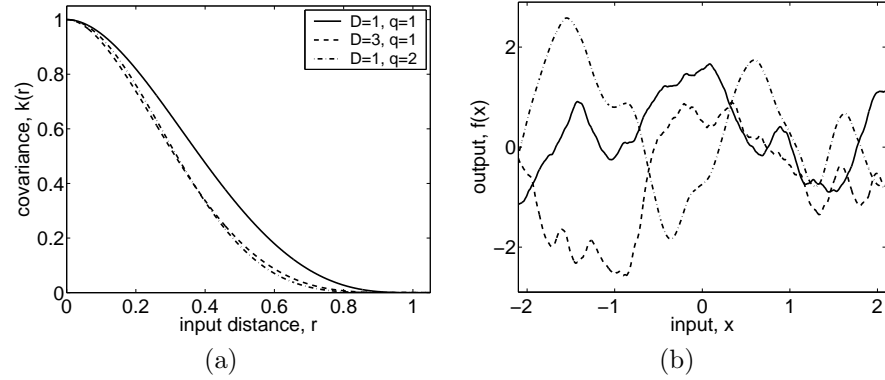 1
0.8
0.6
0.4
0.2
0
0
0.2
0.4
0.6
0.8
1
covariance, k(r)
input distance, r
D=1, q=1
D=3, q=1
D=1, q=2
(a)
2
0
−2
−2
−1
0
1
2
output, f(x)
input, x
(b)